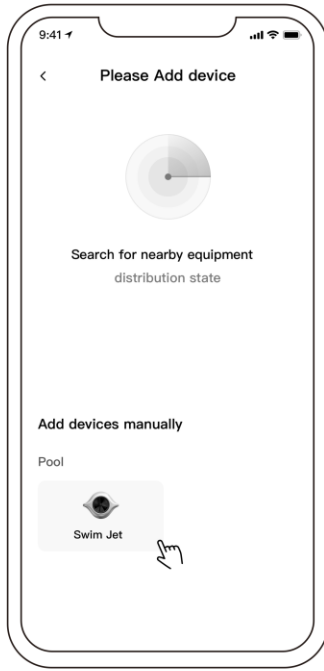 9:41
Please Add device
Search for nearby equipment
distribution state
Add devices manually
Pool
Swim Jet